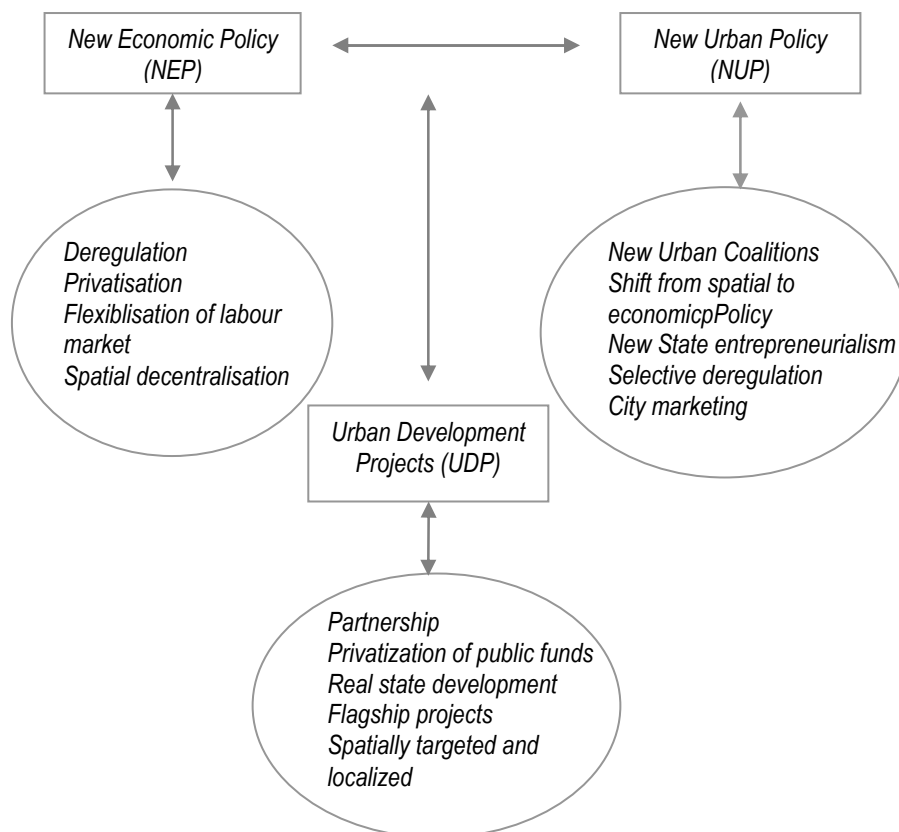 New Economic Policy
(NEP)
New Urban Policy
(NUP)
Deregulation
Privatisation
Flexiblisation of labour
market
Spatial decentralisation
New Urban Coalitions
Shift from spatial to
economicpPolicy
New State entrepreneurialism
Selective deregulation
City marketing
Urban Development
Projects (UDP)
Partnership
Privatization of public funds
Real state development
Flagship projects
Spatially targeted and
localized